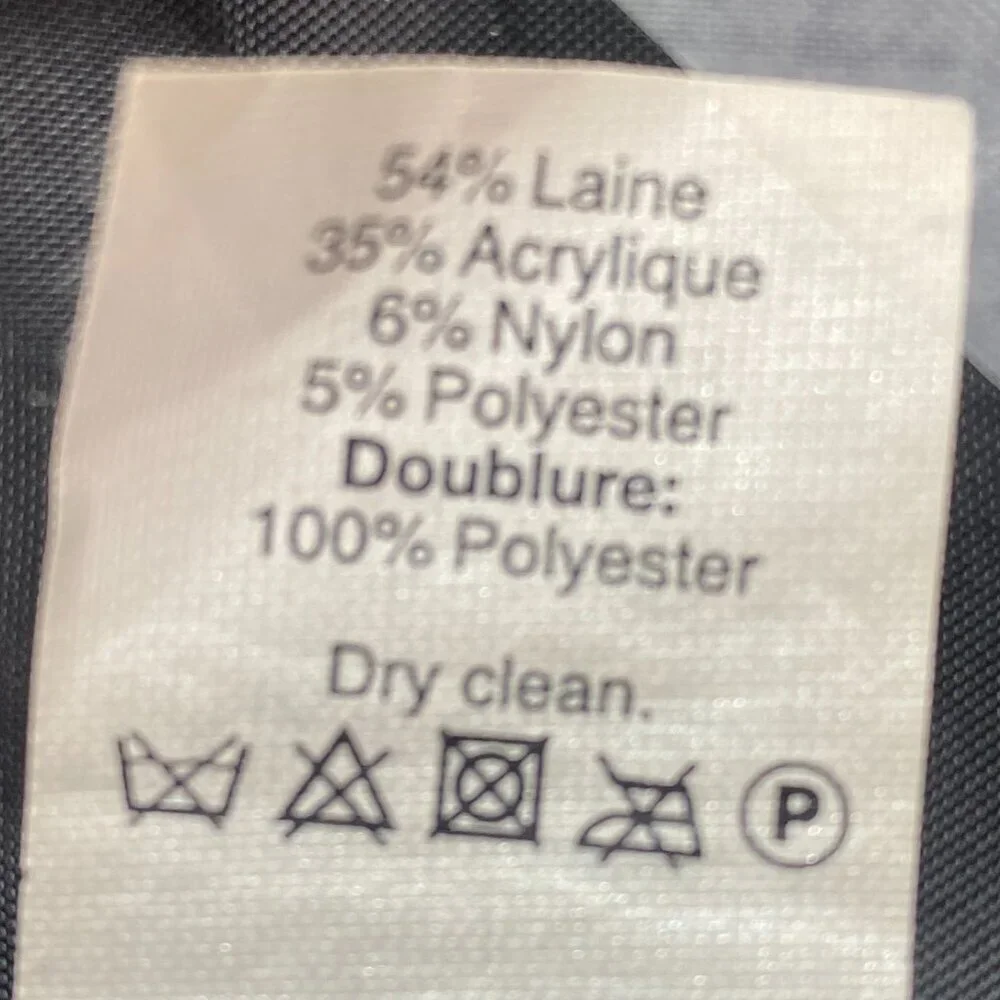 54% Laine
35% Acrylique
6% Nylon
5% Polyester
Doublure:
100% Polyester
Dry clean.
P